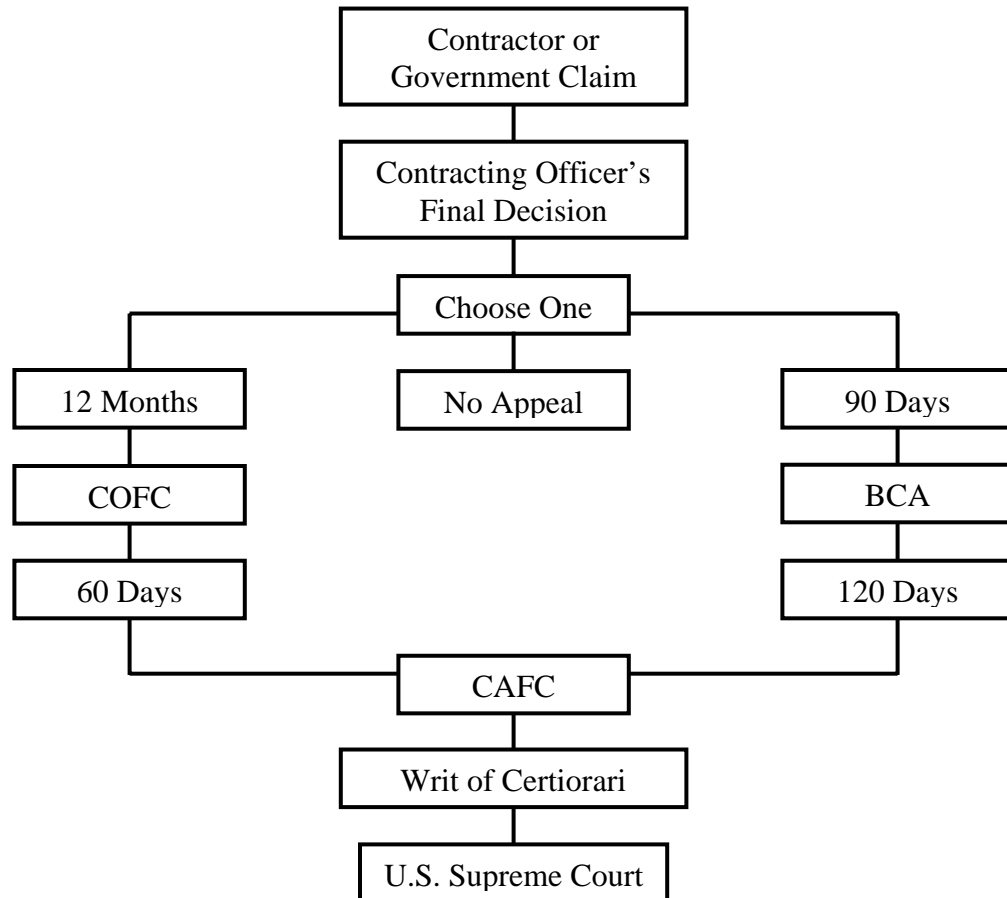 Contractor or
Government Claim
Contracting Officer’s
Final Decision
Choose One
12 Months
No Appeal
90 Days
COFC
BCA
60 Days
120 Days
CAFC
Writ of Certiorari
U.S. Supreme Court